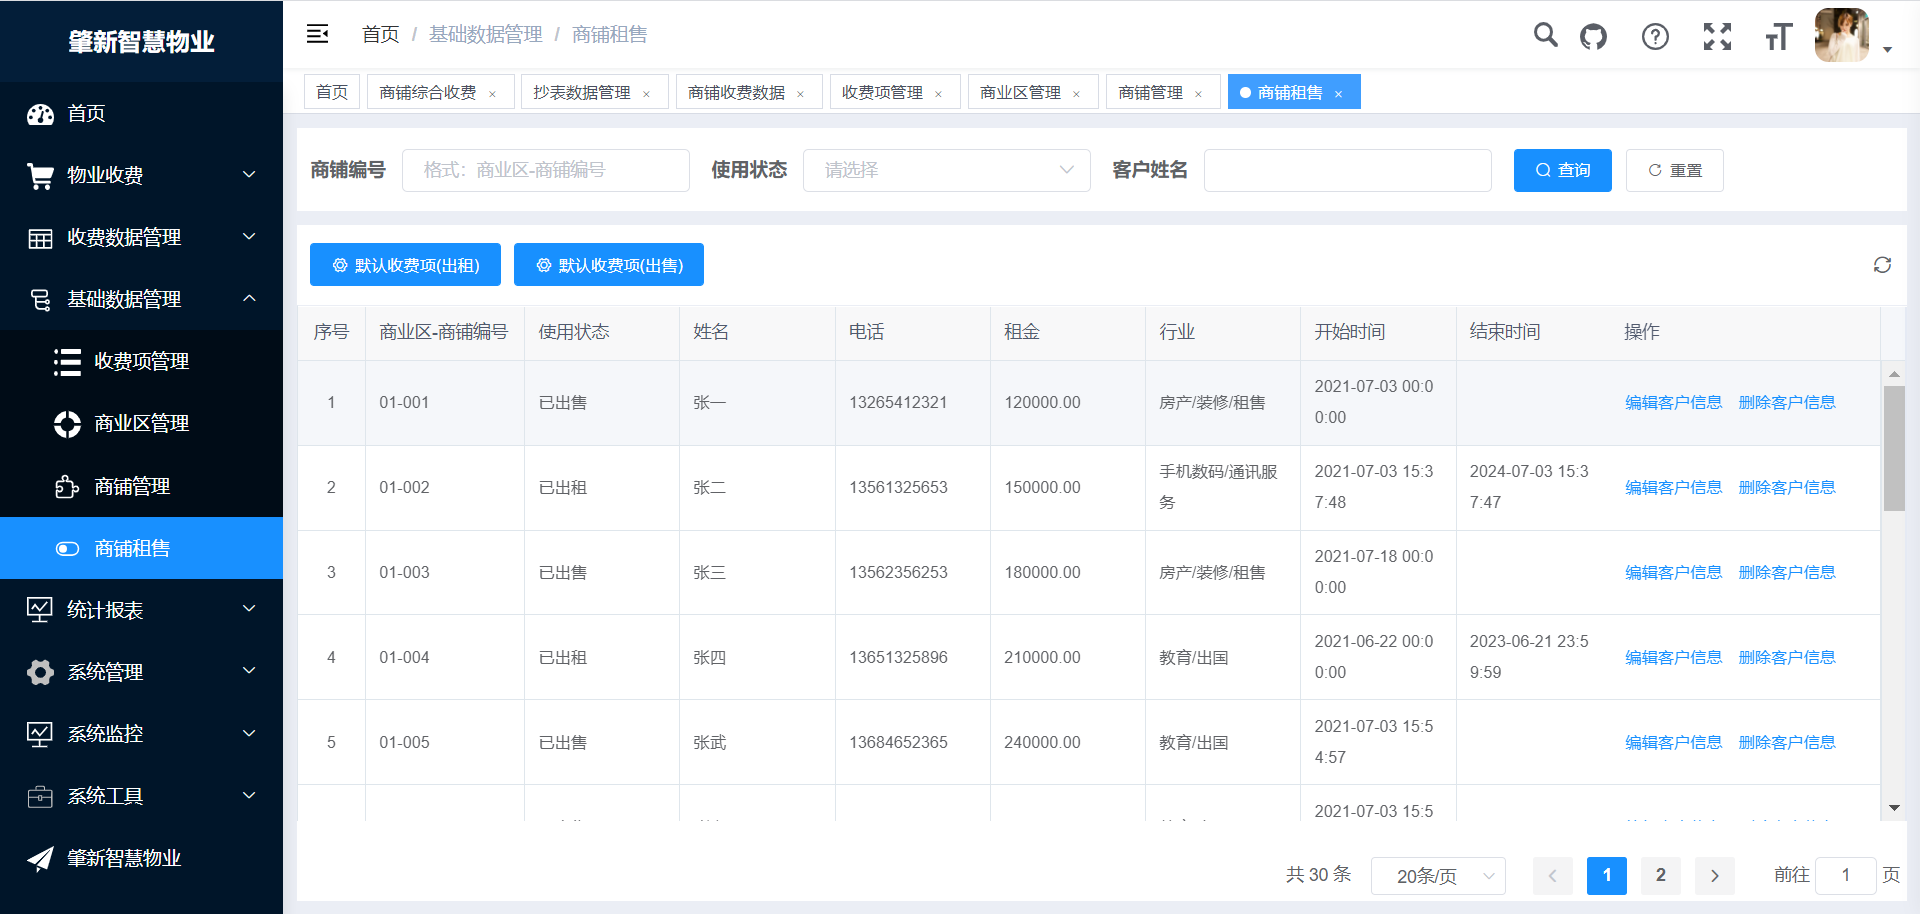 肇新智慧物业
首页
物业收费
收费数据管理
基础数据管理
收费项管理
商业区管理
商铺管理
商铺租售
统计报表
系统管理
系统监控
系统工具
肇新智慧物业
首页 / 基础数据管理 / 商铺租售
首页 商铺综合收费 × 抄表数据管理 × 商铺收费数据 × 收费项管理 × 商业区管理 × 商铺管理 × 商铺租售 ×
商铺编号 格式：商业区-商铺编号 使用状态 请选择 客户姓名 查询 重置
默认收费项(出租) 默认收费项(出售)
序号 商业区-商铺编号 使用状态 姓名 电话 租金 行业 开始时间 结束时间 操作
1 01-001 已出售 张一 13265412321 120000.00 房产/装修/租售 2021-07-03 00:0 编辑客户信息 删除客户信息
0:00
2 01-002 已出租 张二 13561325653 150000.00 手机数码/通讯服 2021-07-03 15:3 2024-07-03 15:3 编辑客户信息 删除客户信息
务 7:48 7:47
3 01-003 已出售 张三 13562356253 180000.00 房产/装修/租售 2021-07-18 00:0 编辑客户信息 删除客户信息
0:00
4 01-004 已出租 张四 13651325896 210000.00 教育/出国 2021-06-22 00:0 2023-06-21 23:5 编辑客户信息 删除客户信息
0:00 9:59
5 01-005 已出售 张武 13684652365 240000.00 教育/出国 2021-07-03 15:5 编辑客户信息 删除客户信息
4:57
2021-07-03 15:5
共 30 条 20条/页 1 2 前往 1 页